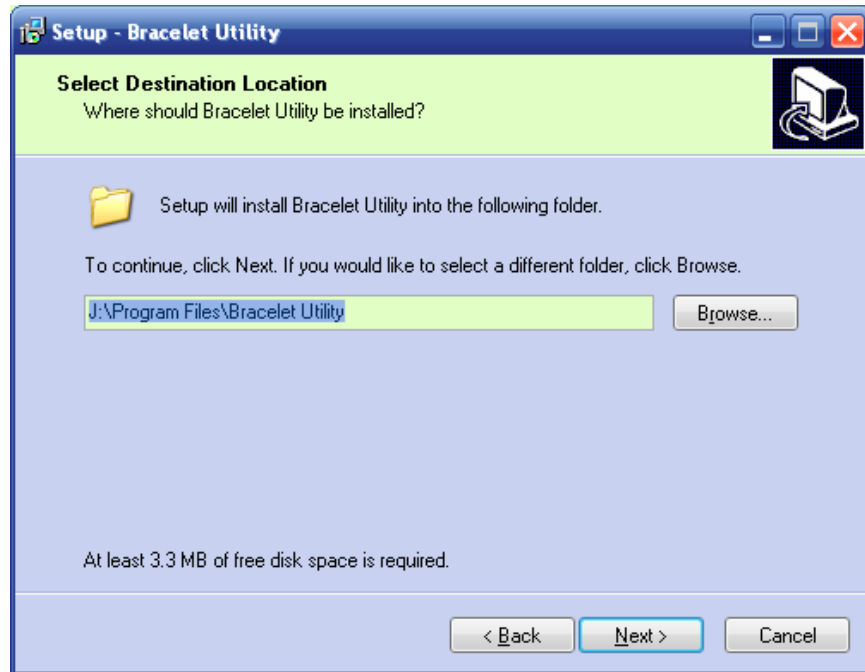 Setup - Bracelet Utility
Select Destination Location
Where should Bracelet Utility be installed?
Setup will install Bracelet Utility into the following folder.
To continue, click Next. If you would like to select a different folder, click Browse.
J:\Program Files\Bracelet Utility
Browse...
At least 3.3 MB of free disk space is required.
< Back
Next >
Cancel